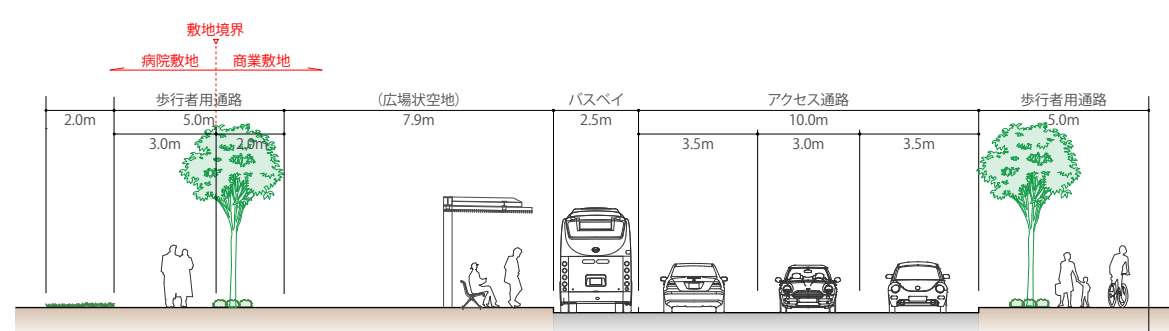 敷地境界
病院敷地 商業敷地
歩行者用通路 (広場状空地) バスベイ アクセス通路 歩行者用通路
2.0m 5.0m 7.9m 2.5m 10.0m 5.0m
3.0m 2.0m 3.5m 3.0m 3.5m